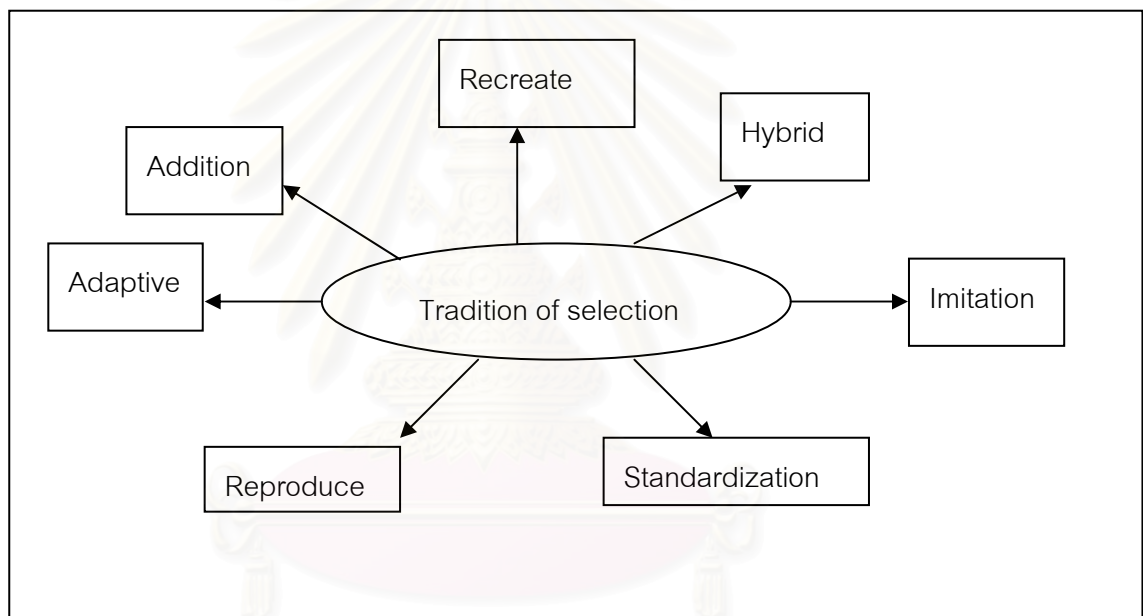 Recreate
Hybrid
Addition
Adaptive
Imitation
Tradition of selection
Standardization
Reproduce